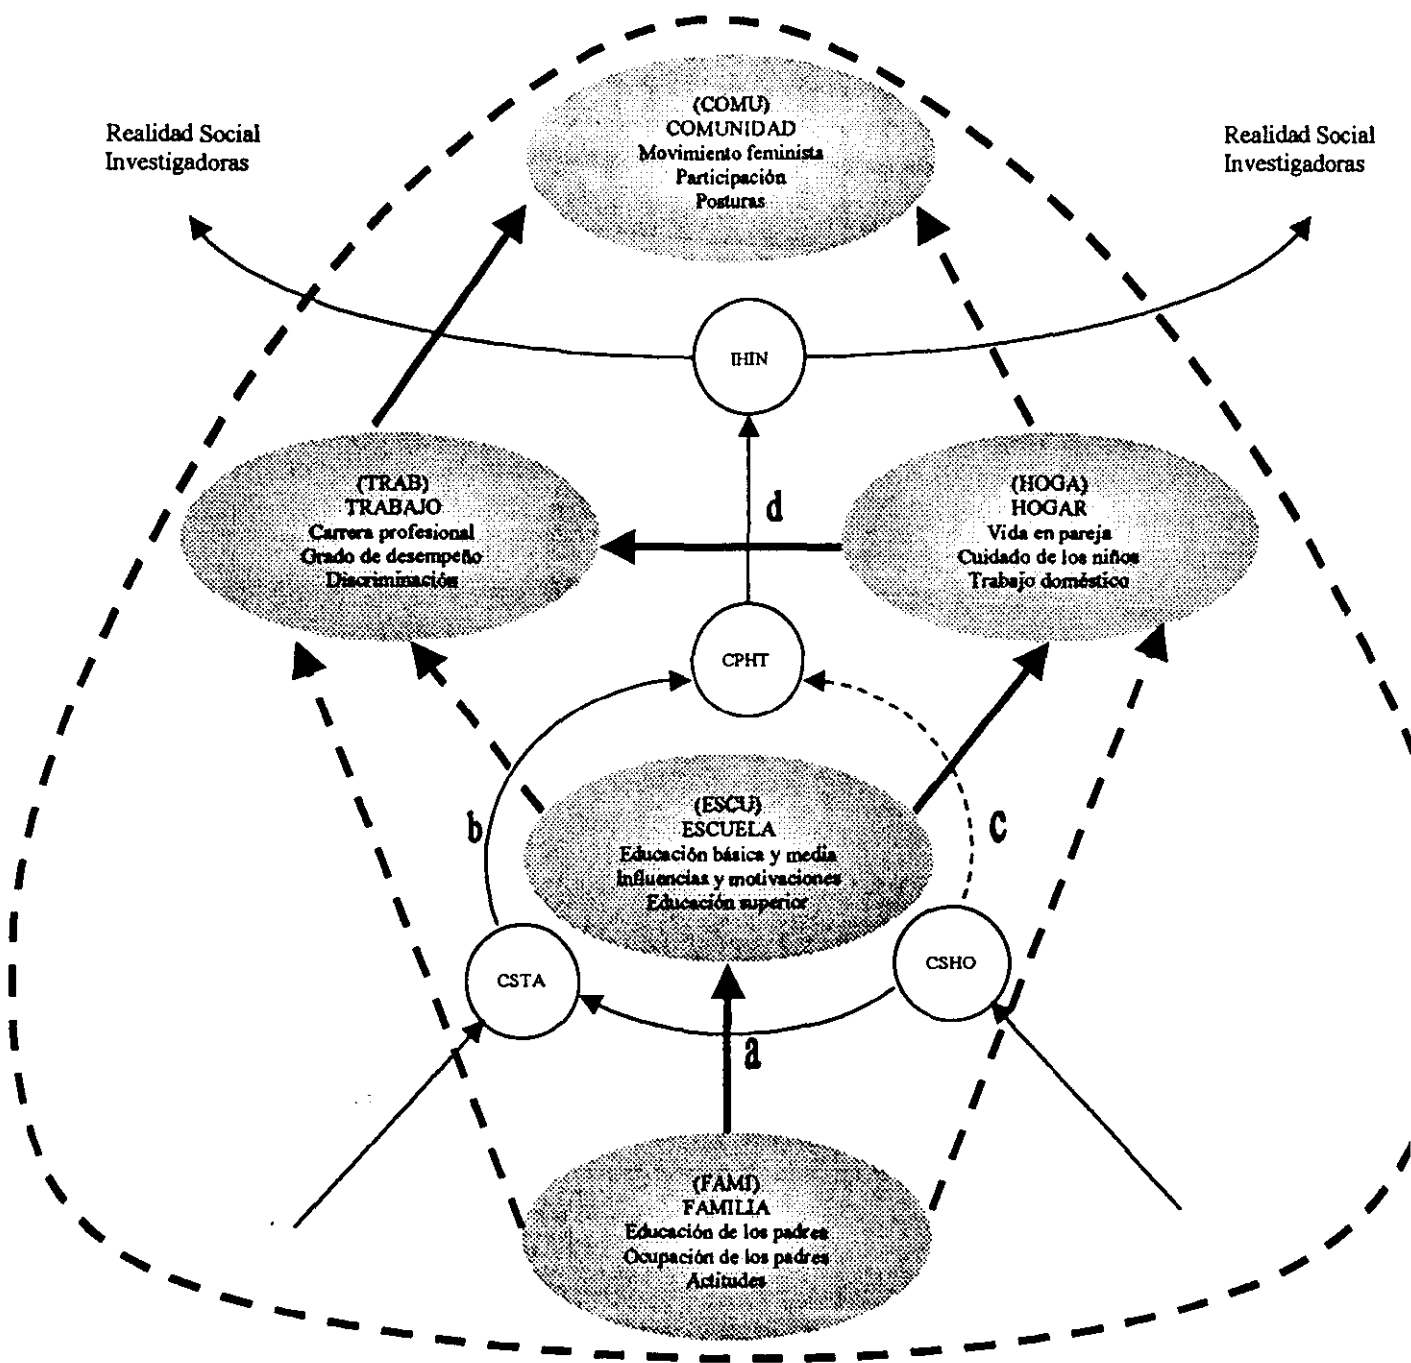 (COMU)
COMUNIDAD
Movimiento feminista
Participación
Posturas
Realidad Social
Investigadoras
Realidad Social
Investigadoras
IHIN
(TRAB)
TRABAJO
Carrera profesional
Grado de desempeño
Discriminación
d
(HOGA)
HOGAR
Vida en pareja
Cuidado de los niños
Trabajo doméstico
CPHT
b
(ESCU)
ESCUELA
Educación básica y media
Influencias y motivaciones
Educación superior
c
CSTA
CSHO
a
(FAMI)
FAMILIA
Educación de los padres
Ocupación de los padres
Actitudes